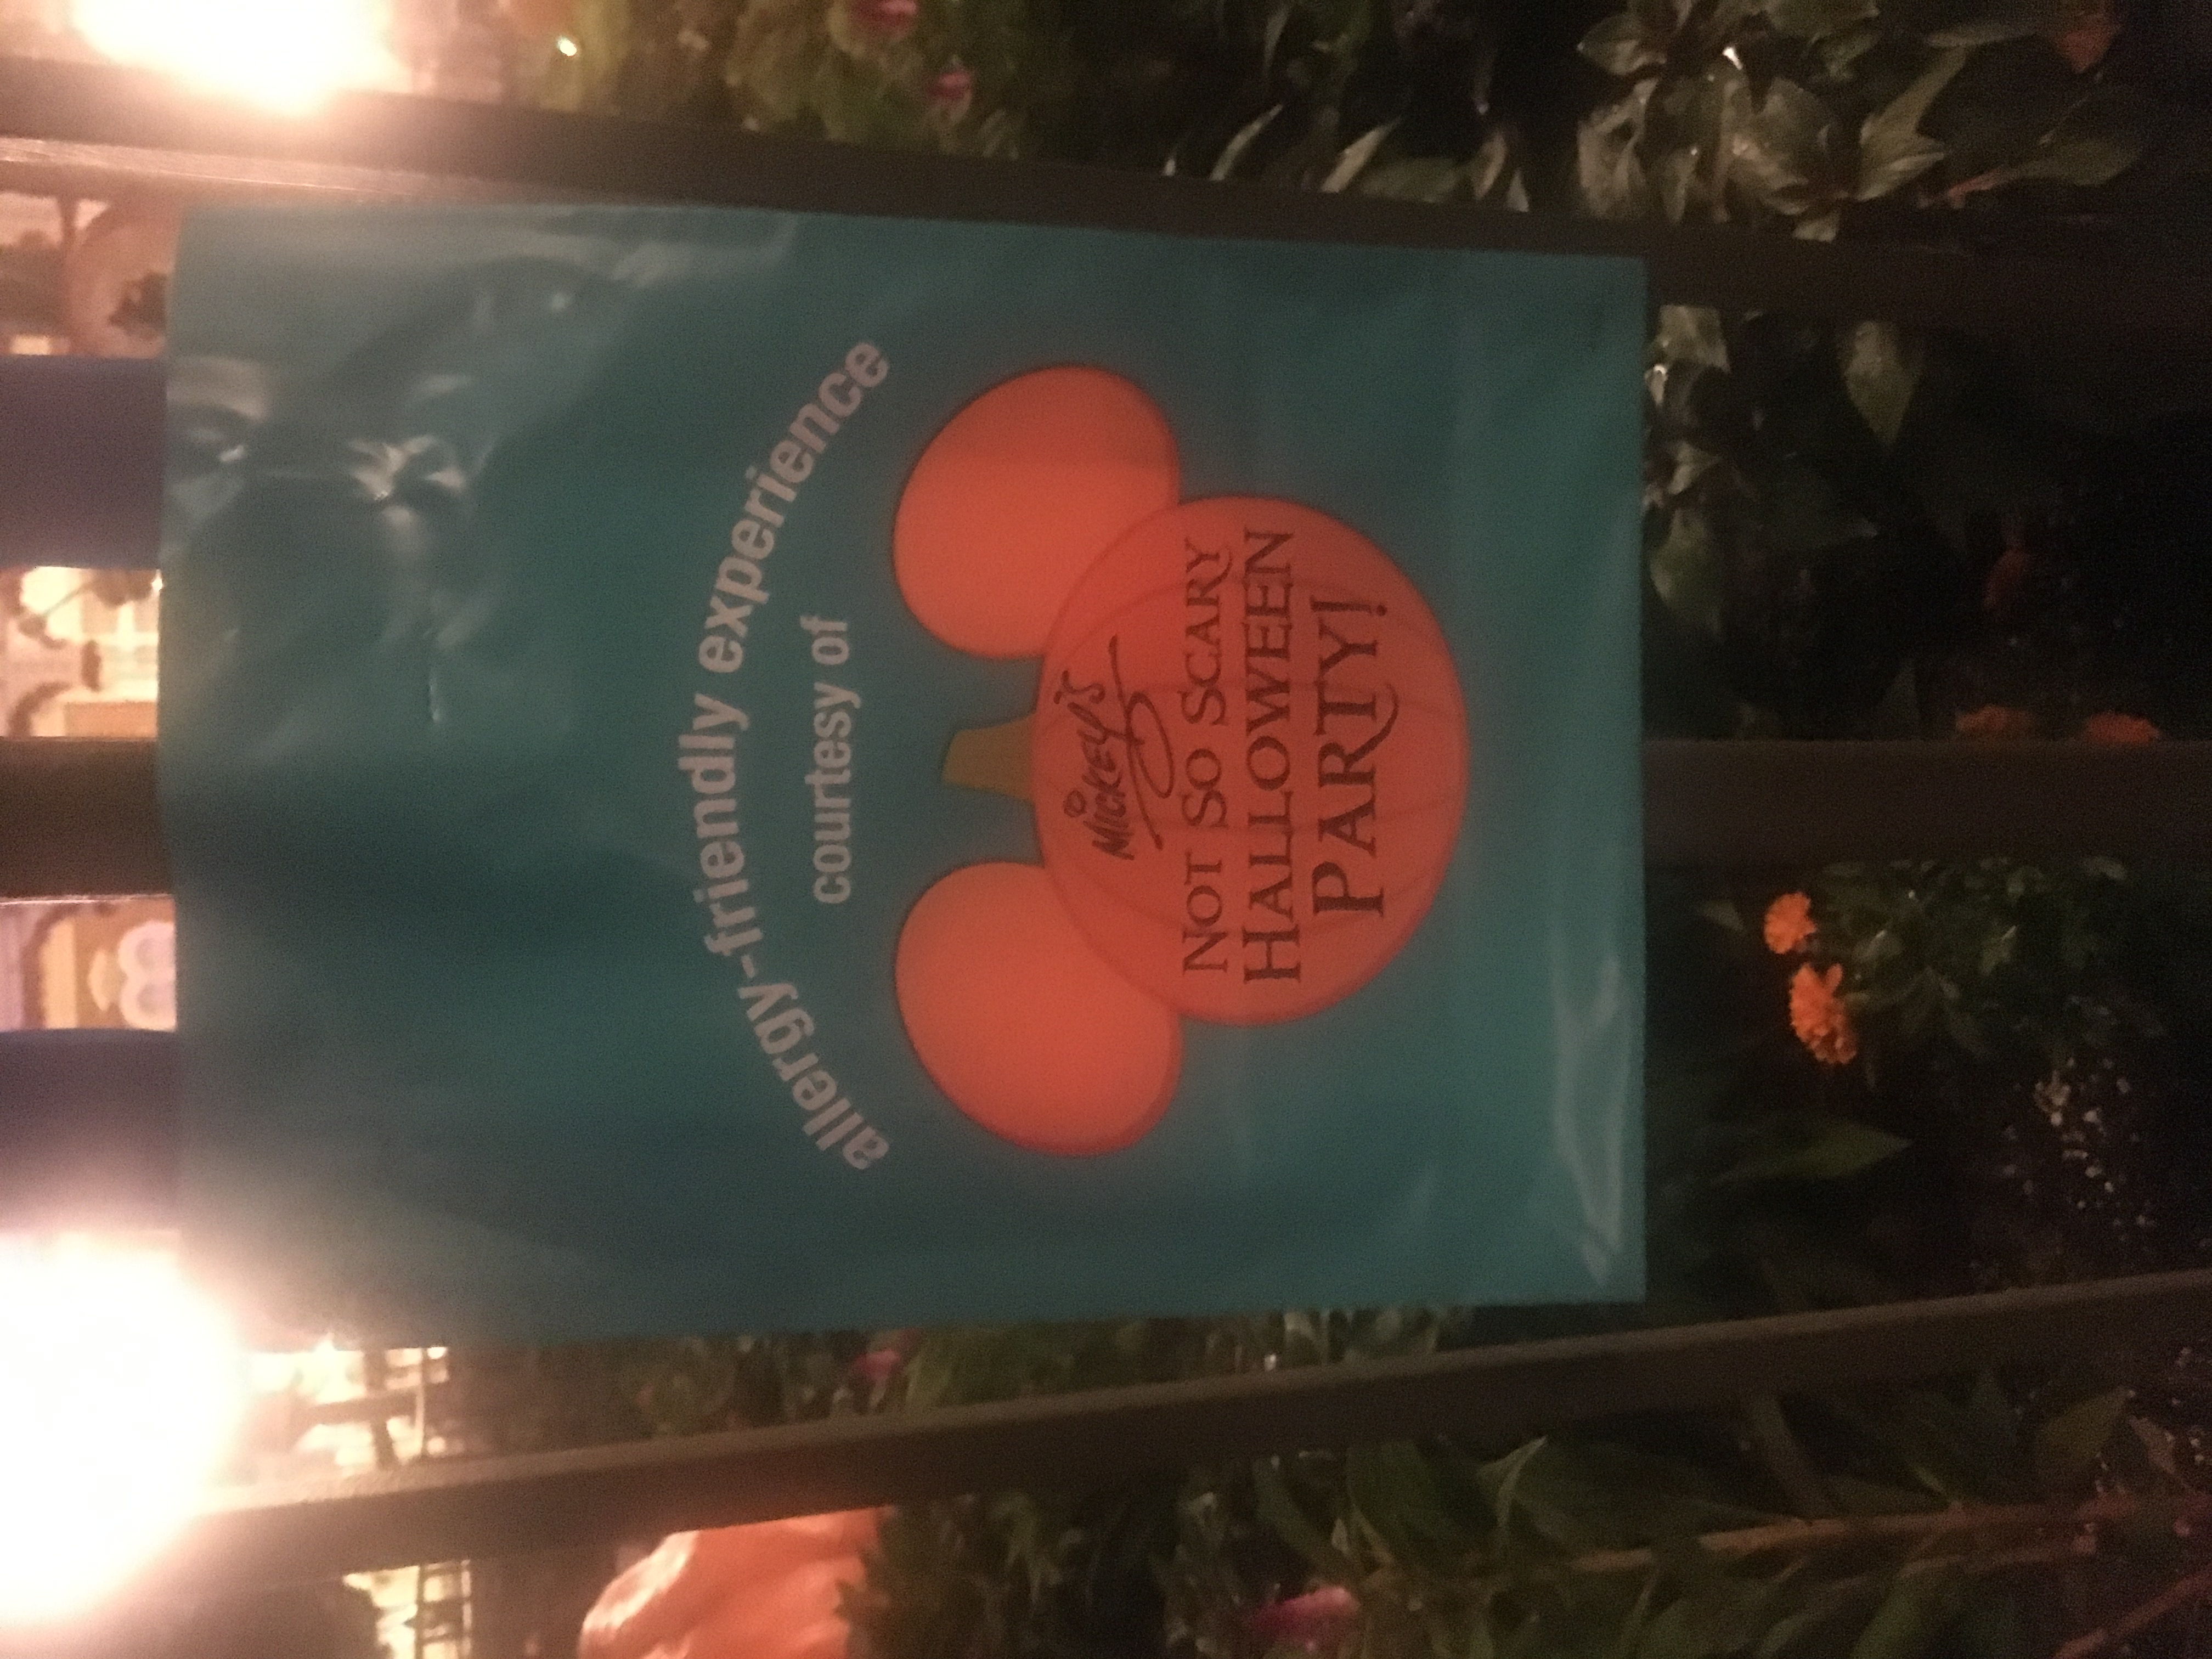 allergy-friendly experience
courtesy of
Mickey's
NOT SO SCARY
HALLOWEEN
PARTY!